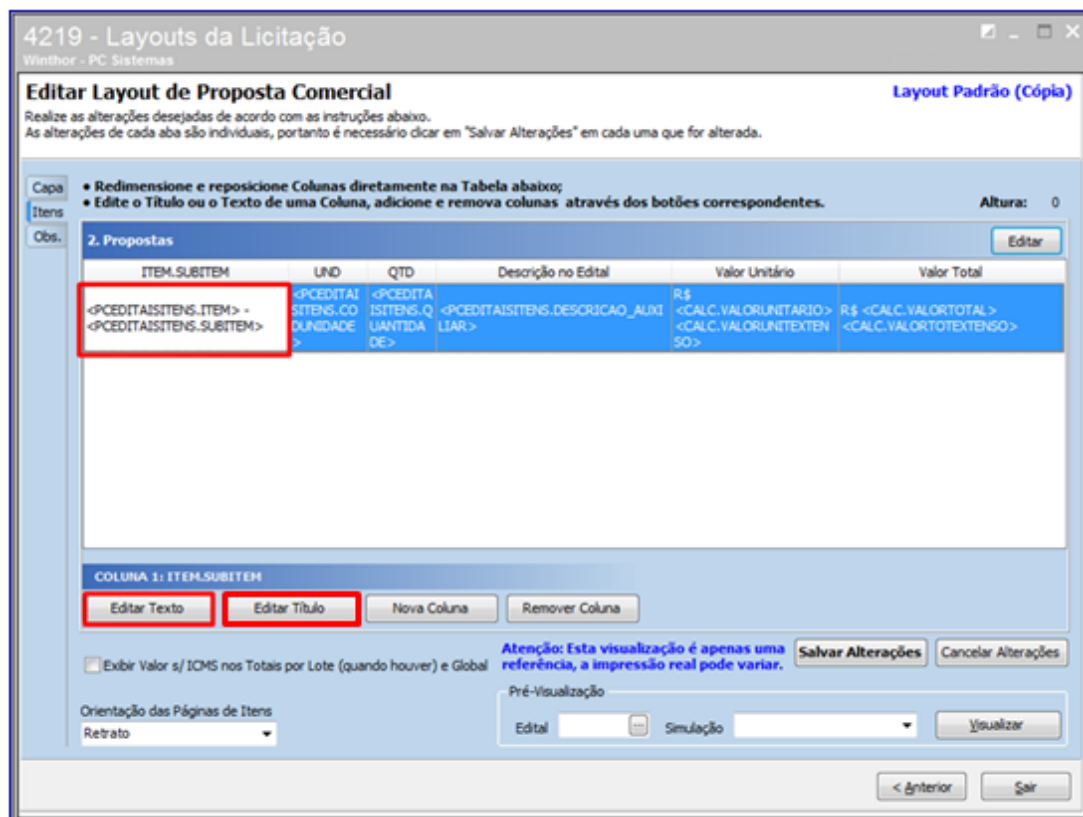 4219 - Layouts da Licitação
Winthor - PC Sistemas
Editar Layout de Proposta Comercial
Layout Padrão (Cópia)
Realize as alterações desejadas de acordo com as instruções abaixo.
As alterações de cada aba são individuais, portanto é necessário clicar em "Salvar Alterações" em cada uma que for alterada.
Capa
Itens
Obs.
• Redimensione e reposicione Colunas diretamente na Tabela abaixo;
• Edite o Título ou o Texto de uma Coluna, adicione e remova colunas através dos botões correspondentes.
Altura: 0
2. Propostas
Editar
ITEM.SUBITEM UND QTD Descrição no Edital Valor Unitário Valor Total
<PCEDITAISITENS.ITEM> -
<PCEDITAISITENS.SUBITEM>
<PCEDITAI
SITENS.CO
DUNIDADE
>
<PCEDITA
ISITENS.Q
UANTIDA
DE>
<PCEDITAISITENS.DESCRICAO_AUXI
LIAR>
R$
<CALC.VALORUNITARIO>
<CALC.VALORUNITEXTEN
SO>
R$ <CALC.VALORTOTAL>
<CALC.VALORTOTEXTENSO>
COLUNA 1: ITEM.SUBITEM
Editar Texto
Editar Título
Nova Coluna
Remover Coluna
Exibir Valor s/ ICMS nos Totais por Lote (quando houver) e Global
Atenção: Esta visualização é apenas uma
referência, a impressão real pode variar.
Salvar Alterações
Cancelar Alterações
Orientação das Páginas de Itens
Retrato
Pré-Visualização
Edital
...
Simulação
Visualizar
< Anterior
Sair